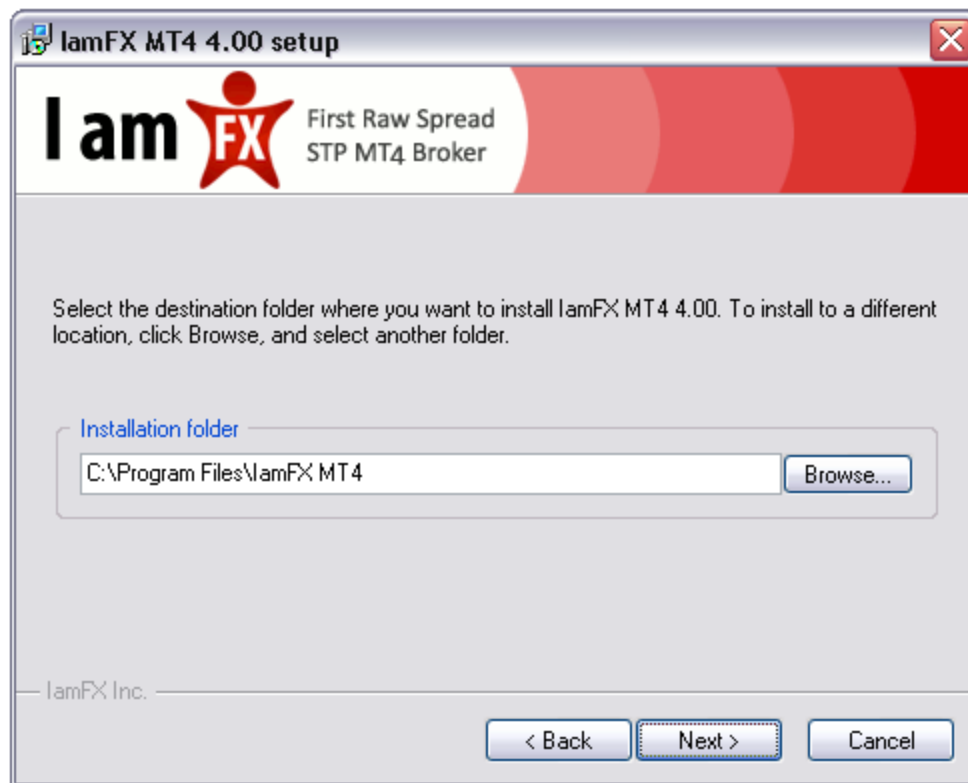 IamFX MT4 4.00 setup
I am FX
First Raw Spread
STP MT4 Broker
Select the destination folder where you want to install IamFX MT4 4.00. To install to a different
location, click Browse, and select another folder.
Installation folder
C:\Program Files\IamFX MT4
Browse...
IamFX Inc.
< Back
Next >
Cancel